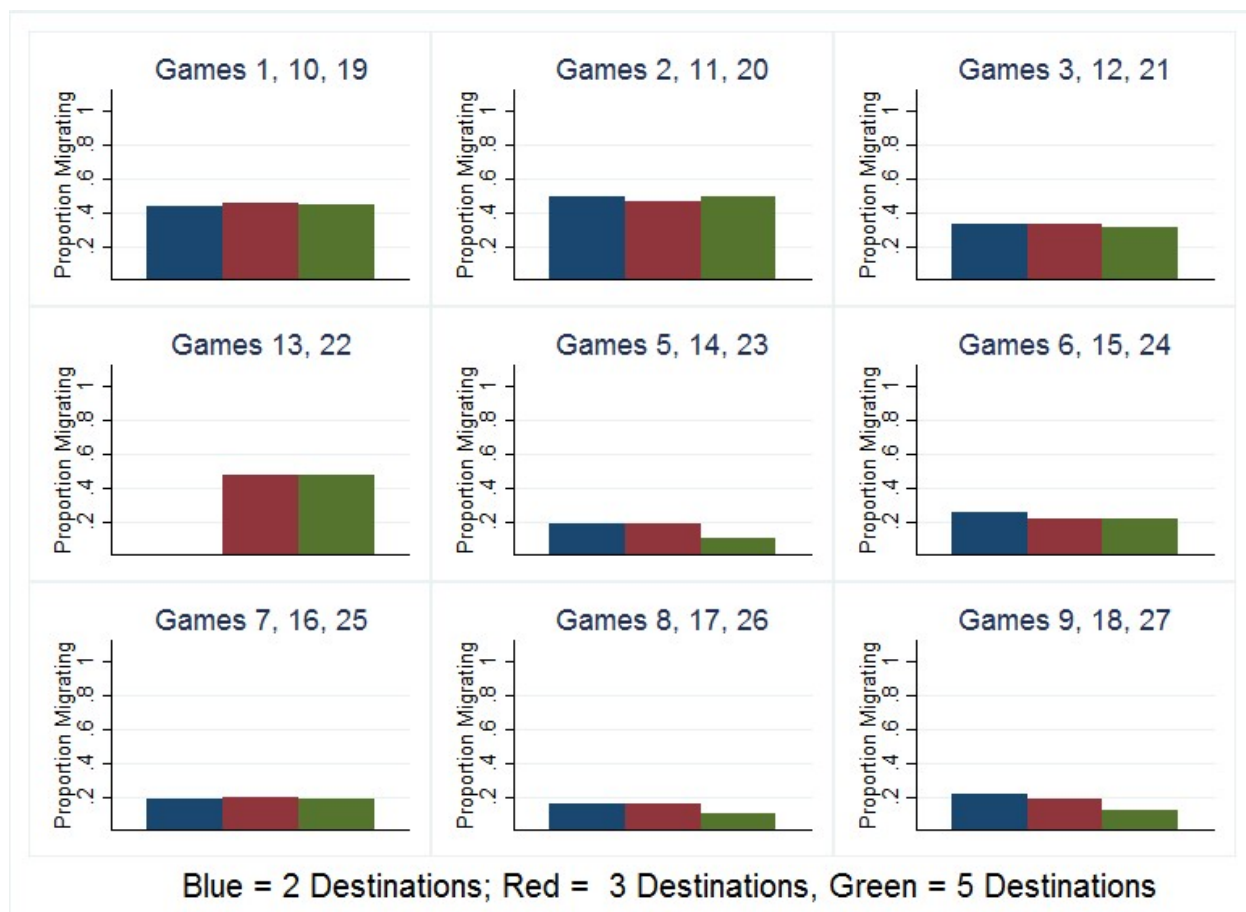 Games 1, 10, 19
Proportion Migrating
.2 .4 .6 .8 1
Games 2, 11, 20
Proportion Migrating
.2 .4 .6 .8 1
Games 3, 12, 21
Proportion Migrating
.2 .4 .6 .8 1
Games 13, 22
Proportion Migrating
.2 .4 .6 .8 1
Games 5, 14, 23
Proportion Migrating
.2 .4 .6 .8 1
Games 6, 15, 24
Proportion Migrating
.2 .4 .6 .8 1
Games 7, 16, 25
Proportion Migrating
.2 .4 .6 .8 1
Games 8, 17, 26
Proportion Migrating
.2 .4 .6 .8 1
Games 9, 18, 27
Proportion Migrating
.2 .4 .6 .8 1
Blue = 2 Destinations; Red =  3 Destinations, Green = 5 Destinations